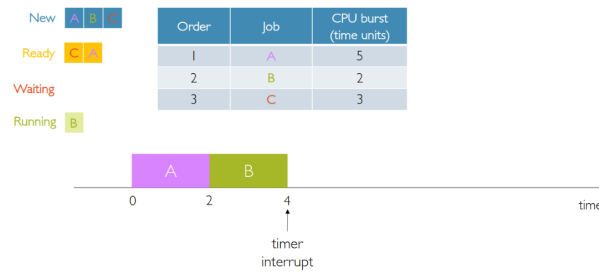 New A B C
Ready C A
Waiting
Running B
Order Job CPU burst
(time units)
1 A 5
2 B 2
3 C 3
A B
0 2 4 time
timer
interrupt